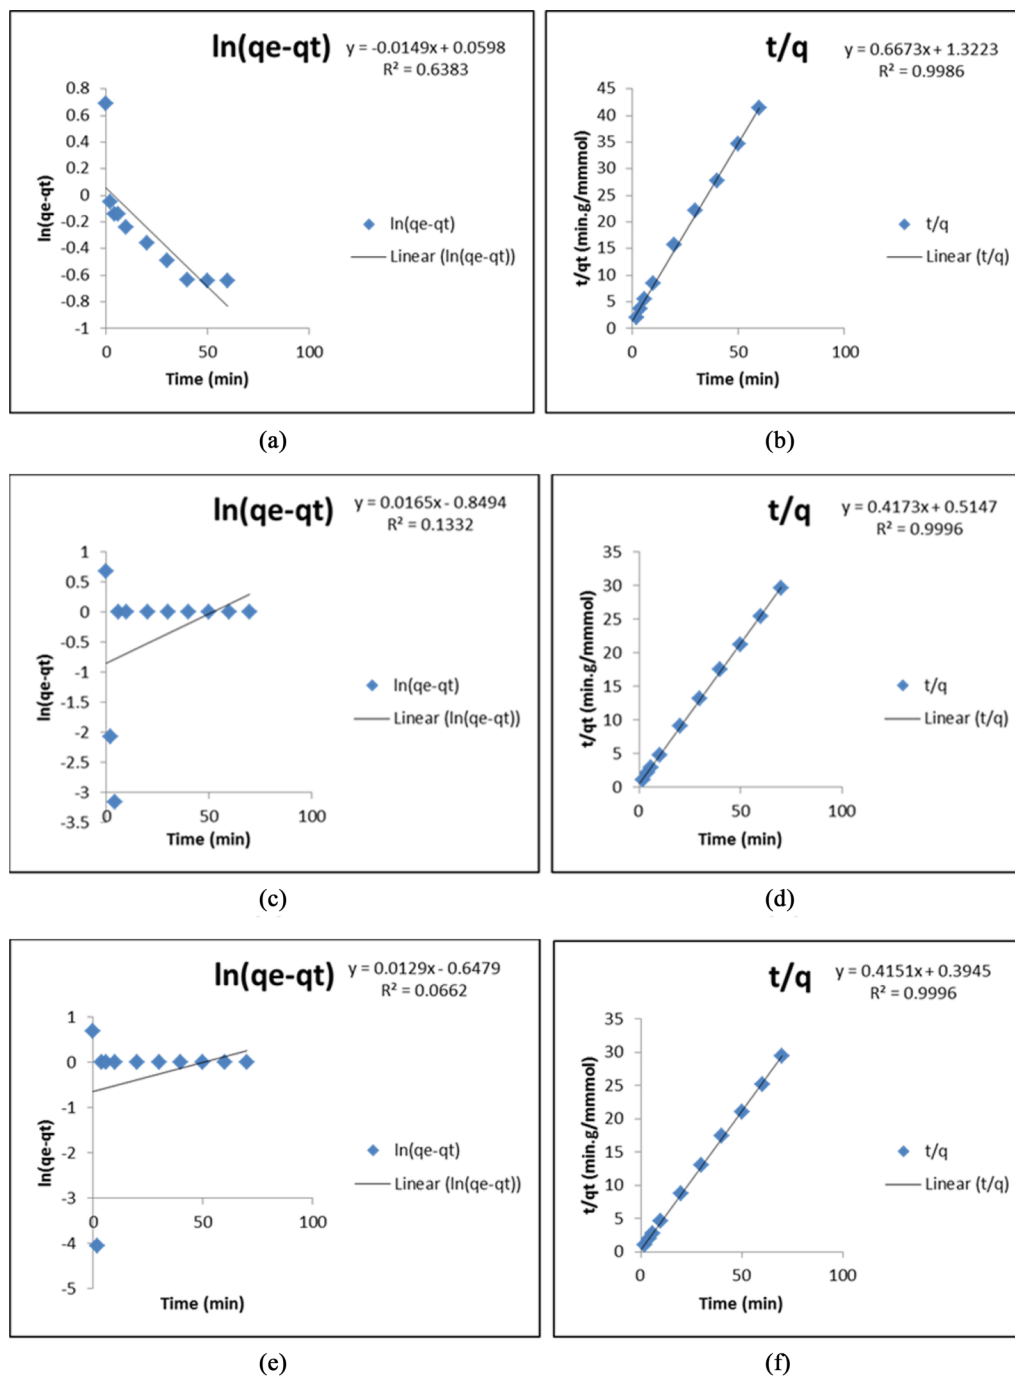 ln(qe-qt)
y = -0.0149x + 0.0598
R² = 0.6383
0.8
0.6
0.4
0.2
0
-0.2
-0.4
-0.6
-0.8
-1
0 50 100
ln(qe-qt)
Time (min)
ln(qe-qt)
Linear (ln(qe-qt))
(a)
t/q
y = 0.6673x + 1.3223
R² = 0.9986
45
40
35
30
25
20
15
10
5
0
0 50 100
t/qt (min.g/mmmol)
Time (min)
t/q
Linear (t/q)
(b)
ln(qe-qt)
y = 0.0165x - 0.8494
R² = 0.1332
1
0.5
0
-0.5
-1
-1.5
-2
-2.5
-3
-3.5
0 50 100
ln(qe-qt)
Time (min)
ln(qe-qt)
Linear (ln(qe-qt))
(c)
t/q
y = 0.4173x + 0.5147
R² = 0.9996
35
30
25
20
15
10
5
0
0 50 100
t/qt (min.g/mmmol)
Time (min)
t/q
Linear (t/q)
(d)
ln(qe-qt)
y = 0.0129x - 0.6479
R² = 0.0662
1
0
-1
-2
-3
-4
-5
0 50 100
ln(qe-qt)
Time (min)
ln(qe-qt)
Linear (ln(qe-qt))
(e)
t/q
y = 0.4151x + 0.3945
R² = 0.9996
35
30
25
20
15
10
5
0
0 50 100
t/qt (min.g/mmmol)
Time (min)
t/q
Linear (t/q)
(f)